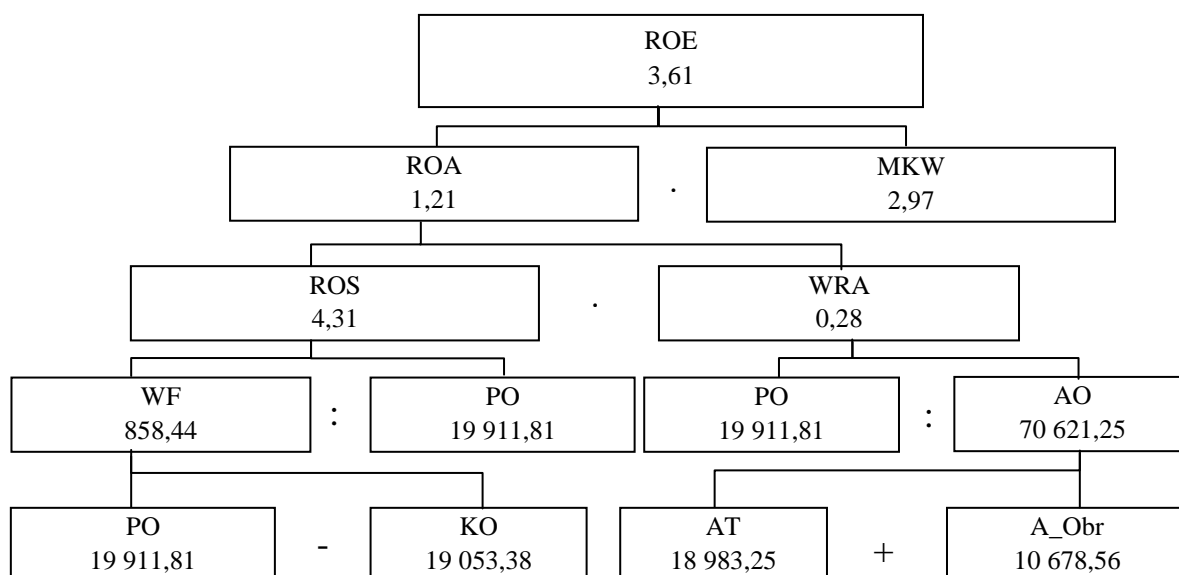 ROE
3,61
ROA
1,21
.
MKW
2,97
ROS
4,31
.
WRA
0,28
WF
858,44
:
PO
19 911,81
PO
19 911,81
:
AO
70 621,25
PO
19 911,81
-
KO
19 053,38
AT
18 983,25
+
A_Obr
10 678,56